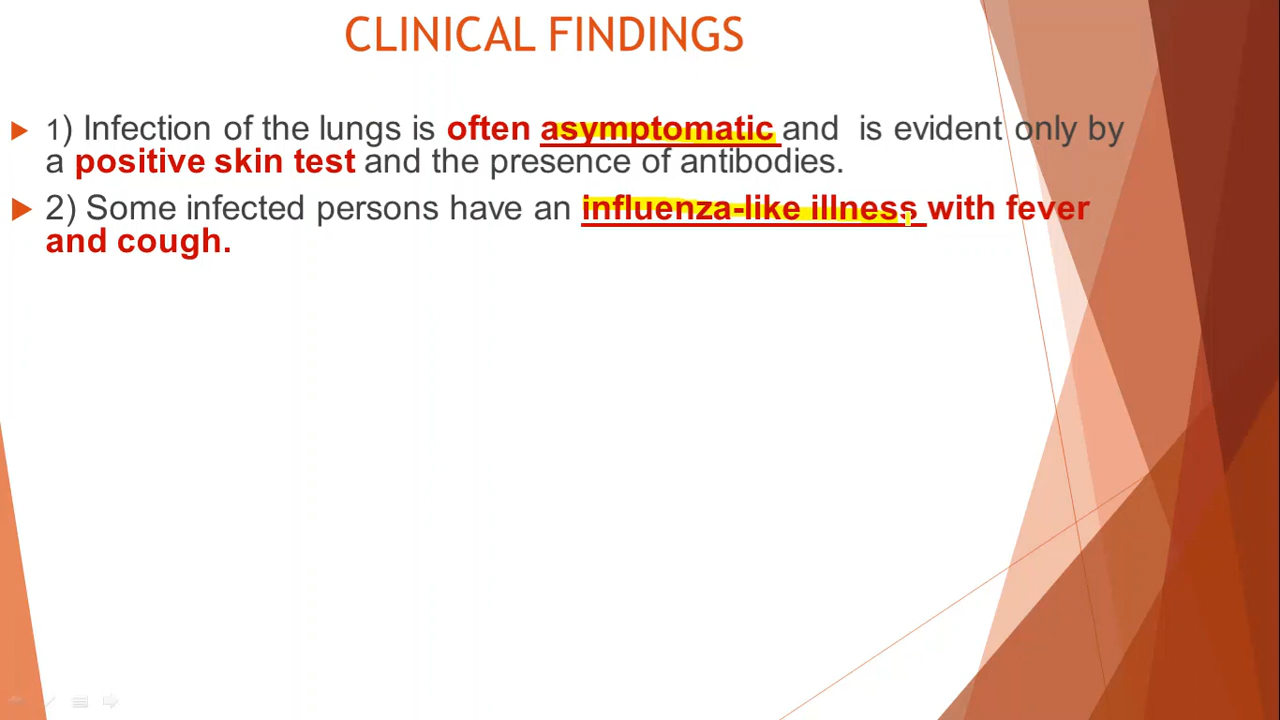 CLINICAL FINDINGS
1) Infection of the lungs is often asymptomatic and is evident only by
a positive skin test and the presence of antibodies.
2) Some infected persons have an influenza-like illness with fever
and cough.